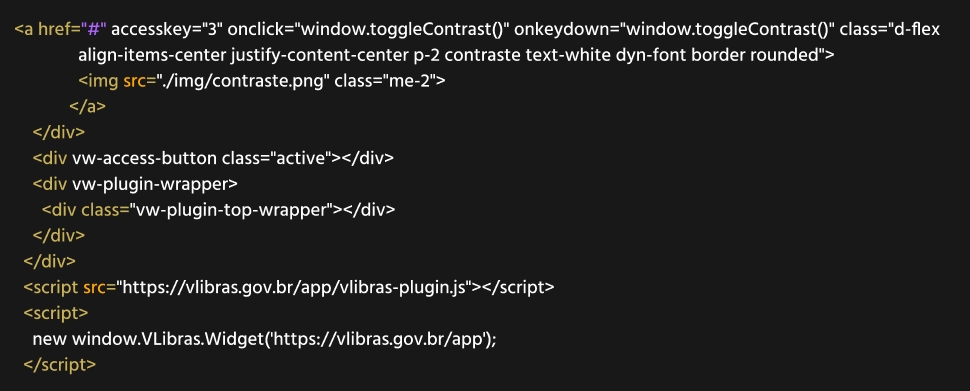 <a href="#" accesskey="3" onclick="window.toggleContrast()" onkeydown="window.toggleContrast()" class="d-flex
align-items-center justify-content-center p-2 contraste text-white dyn-font border rounded">
<img src="./img/contraste.png" class="me-2">
</a>
</div>
<div vw-access-button class="active"></div>
<div vw-plugin-wrapper>
<div class="vw-plugin-top-wrapper"></div>
</div>
</div>
<script src="https://vlibras.gov.br/app/vlibras-plugin.js"></script>
<script>
new window.VLibras.Widget('https://vlibras.gov.br/app');
</script>